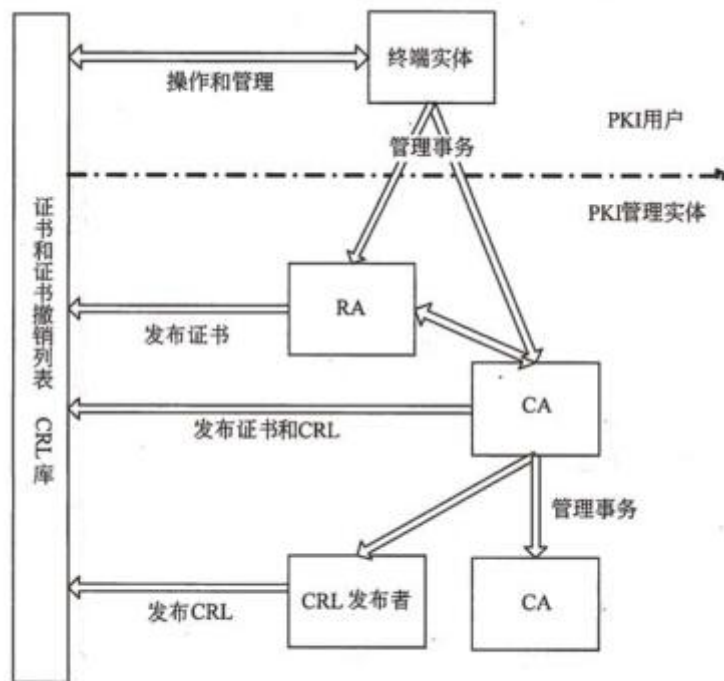 终端实体
操作和管理
PKI用户
管理事务
PKI管理实体
证书和证书撤销列表 CRL库
RA
发布证书
CA
发布证书和CRL
管理事务
CRL 发布者
CA
发布CRL